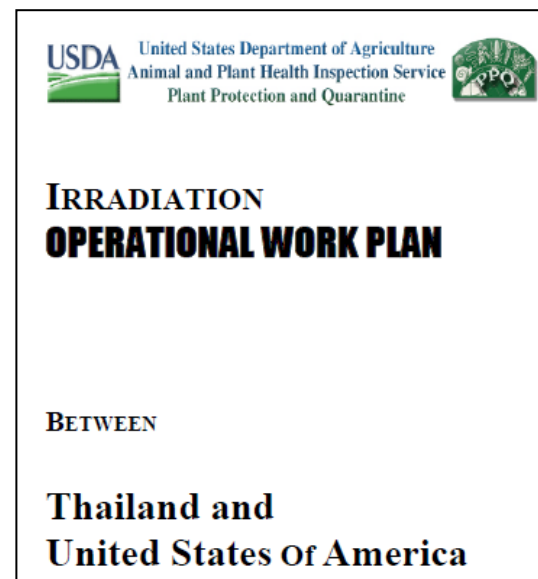 USDA
United States Department of Agriculture
Animal and Plant Health Inspection Service
Plant Protection and Quarantine
PPQ
IRRADIATION
OPERATIONAL WORK PLAN
BETWEEN
Thailand and
United States Of America